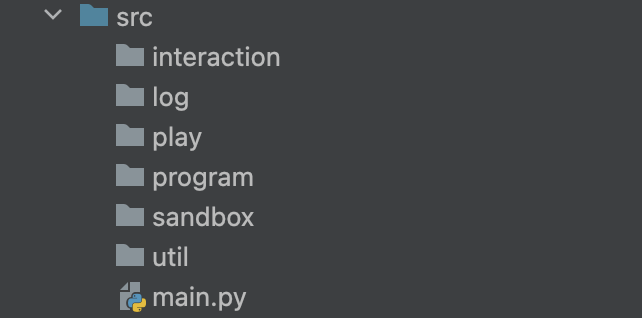 src
interaction
log
play
program
sandbox
util
main.py